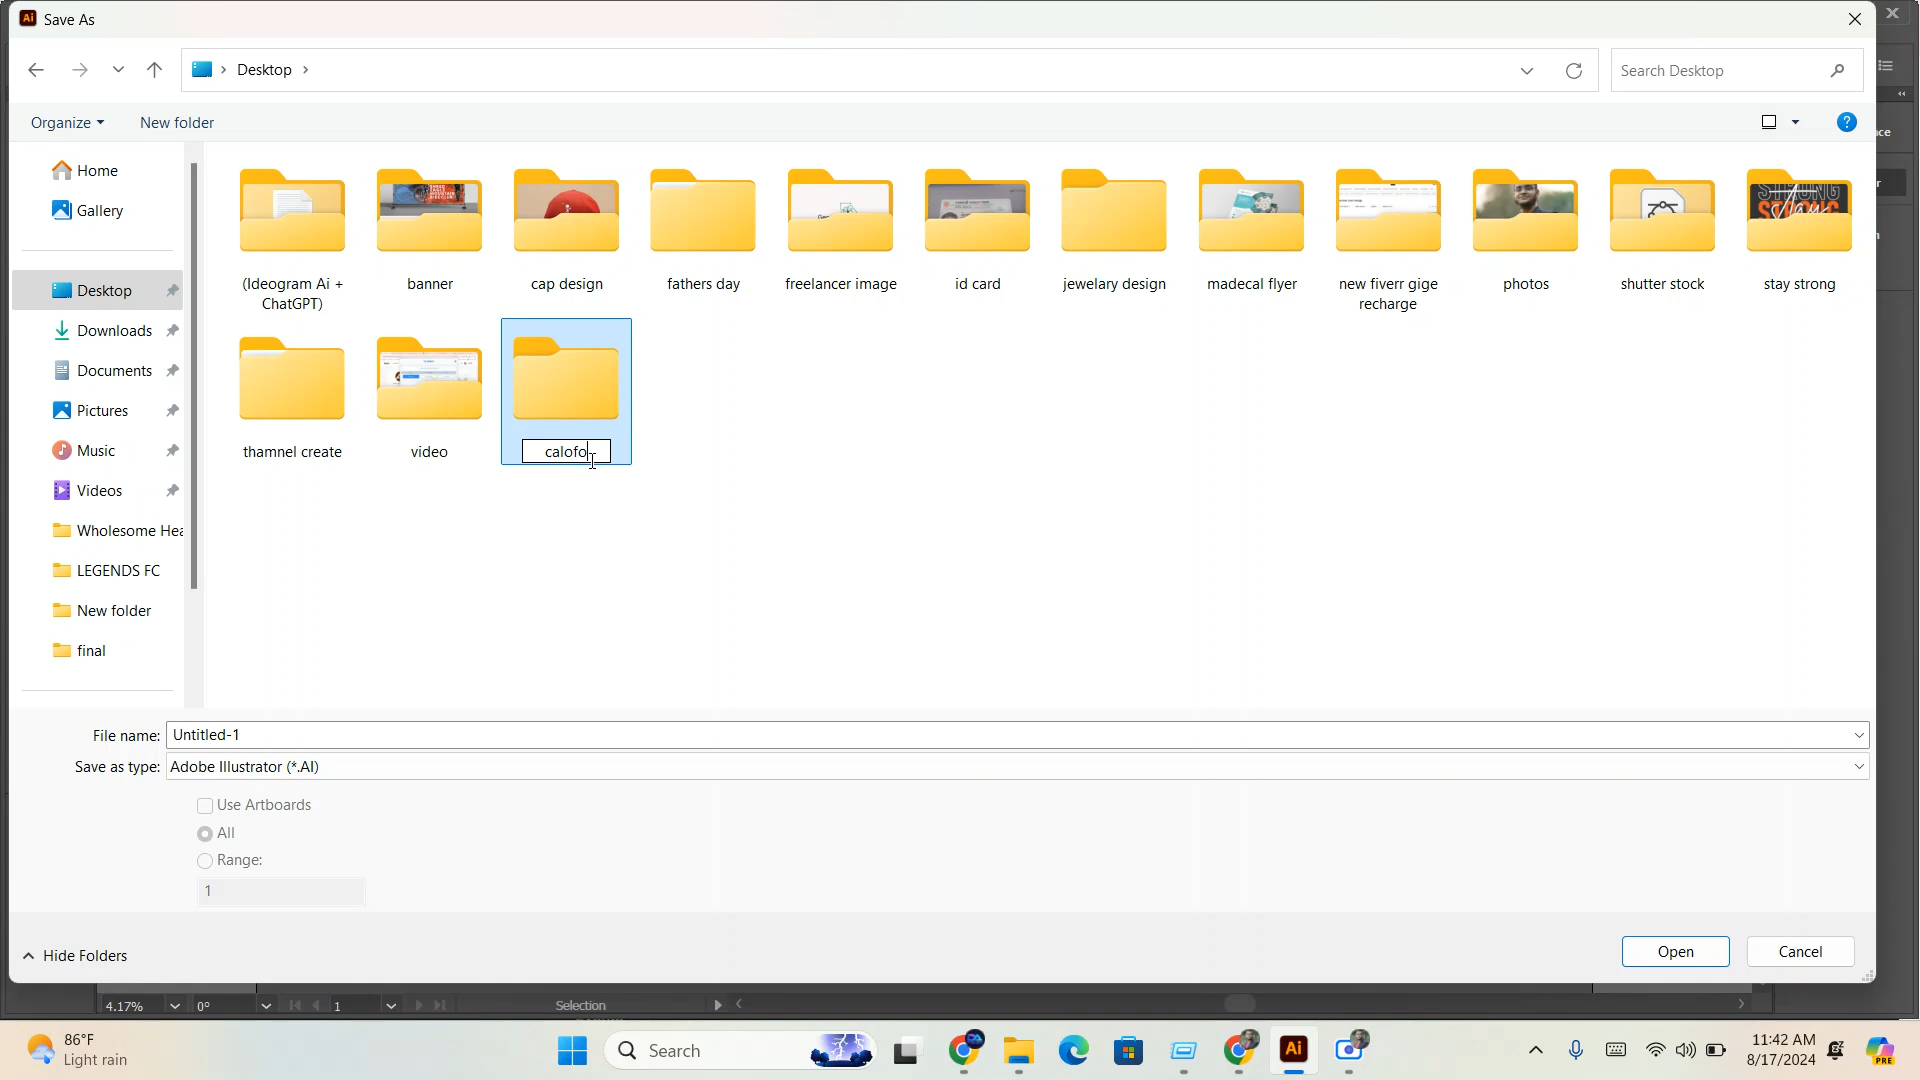 Ai Save As
Desktop
Search Desktop
Organize
New folder
Home
Gallery
Desktop
Downloads
Documents
Pictures
Music
Videos
Wholesome Hea
LEGENDS FC
New folder
final
(Ideogram Ai +
ChatGPT)
banner
cap design
fathers day
freelancer image
id card
jewelary design
madecal flyer
new fiverr gige
recharge
photos
shutter stock
stay strong
thamnel create
video
calofo
File name: Untitled-1
Save as type: Adobe Illustrator (*.AI)
Use Artboards
All
Range:
1
Hide Folders
Open
Cancel
4.17%
0°
1
Selection
86°F
Light rain
Search
Ai
11:42 AM
8/17/2024
PRE